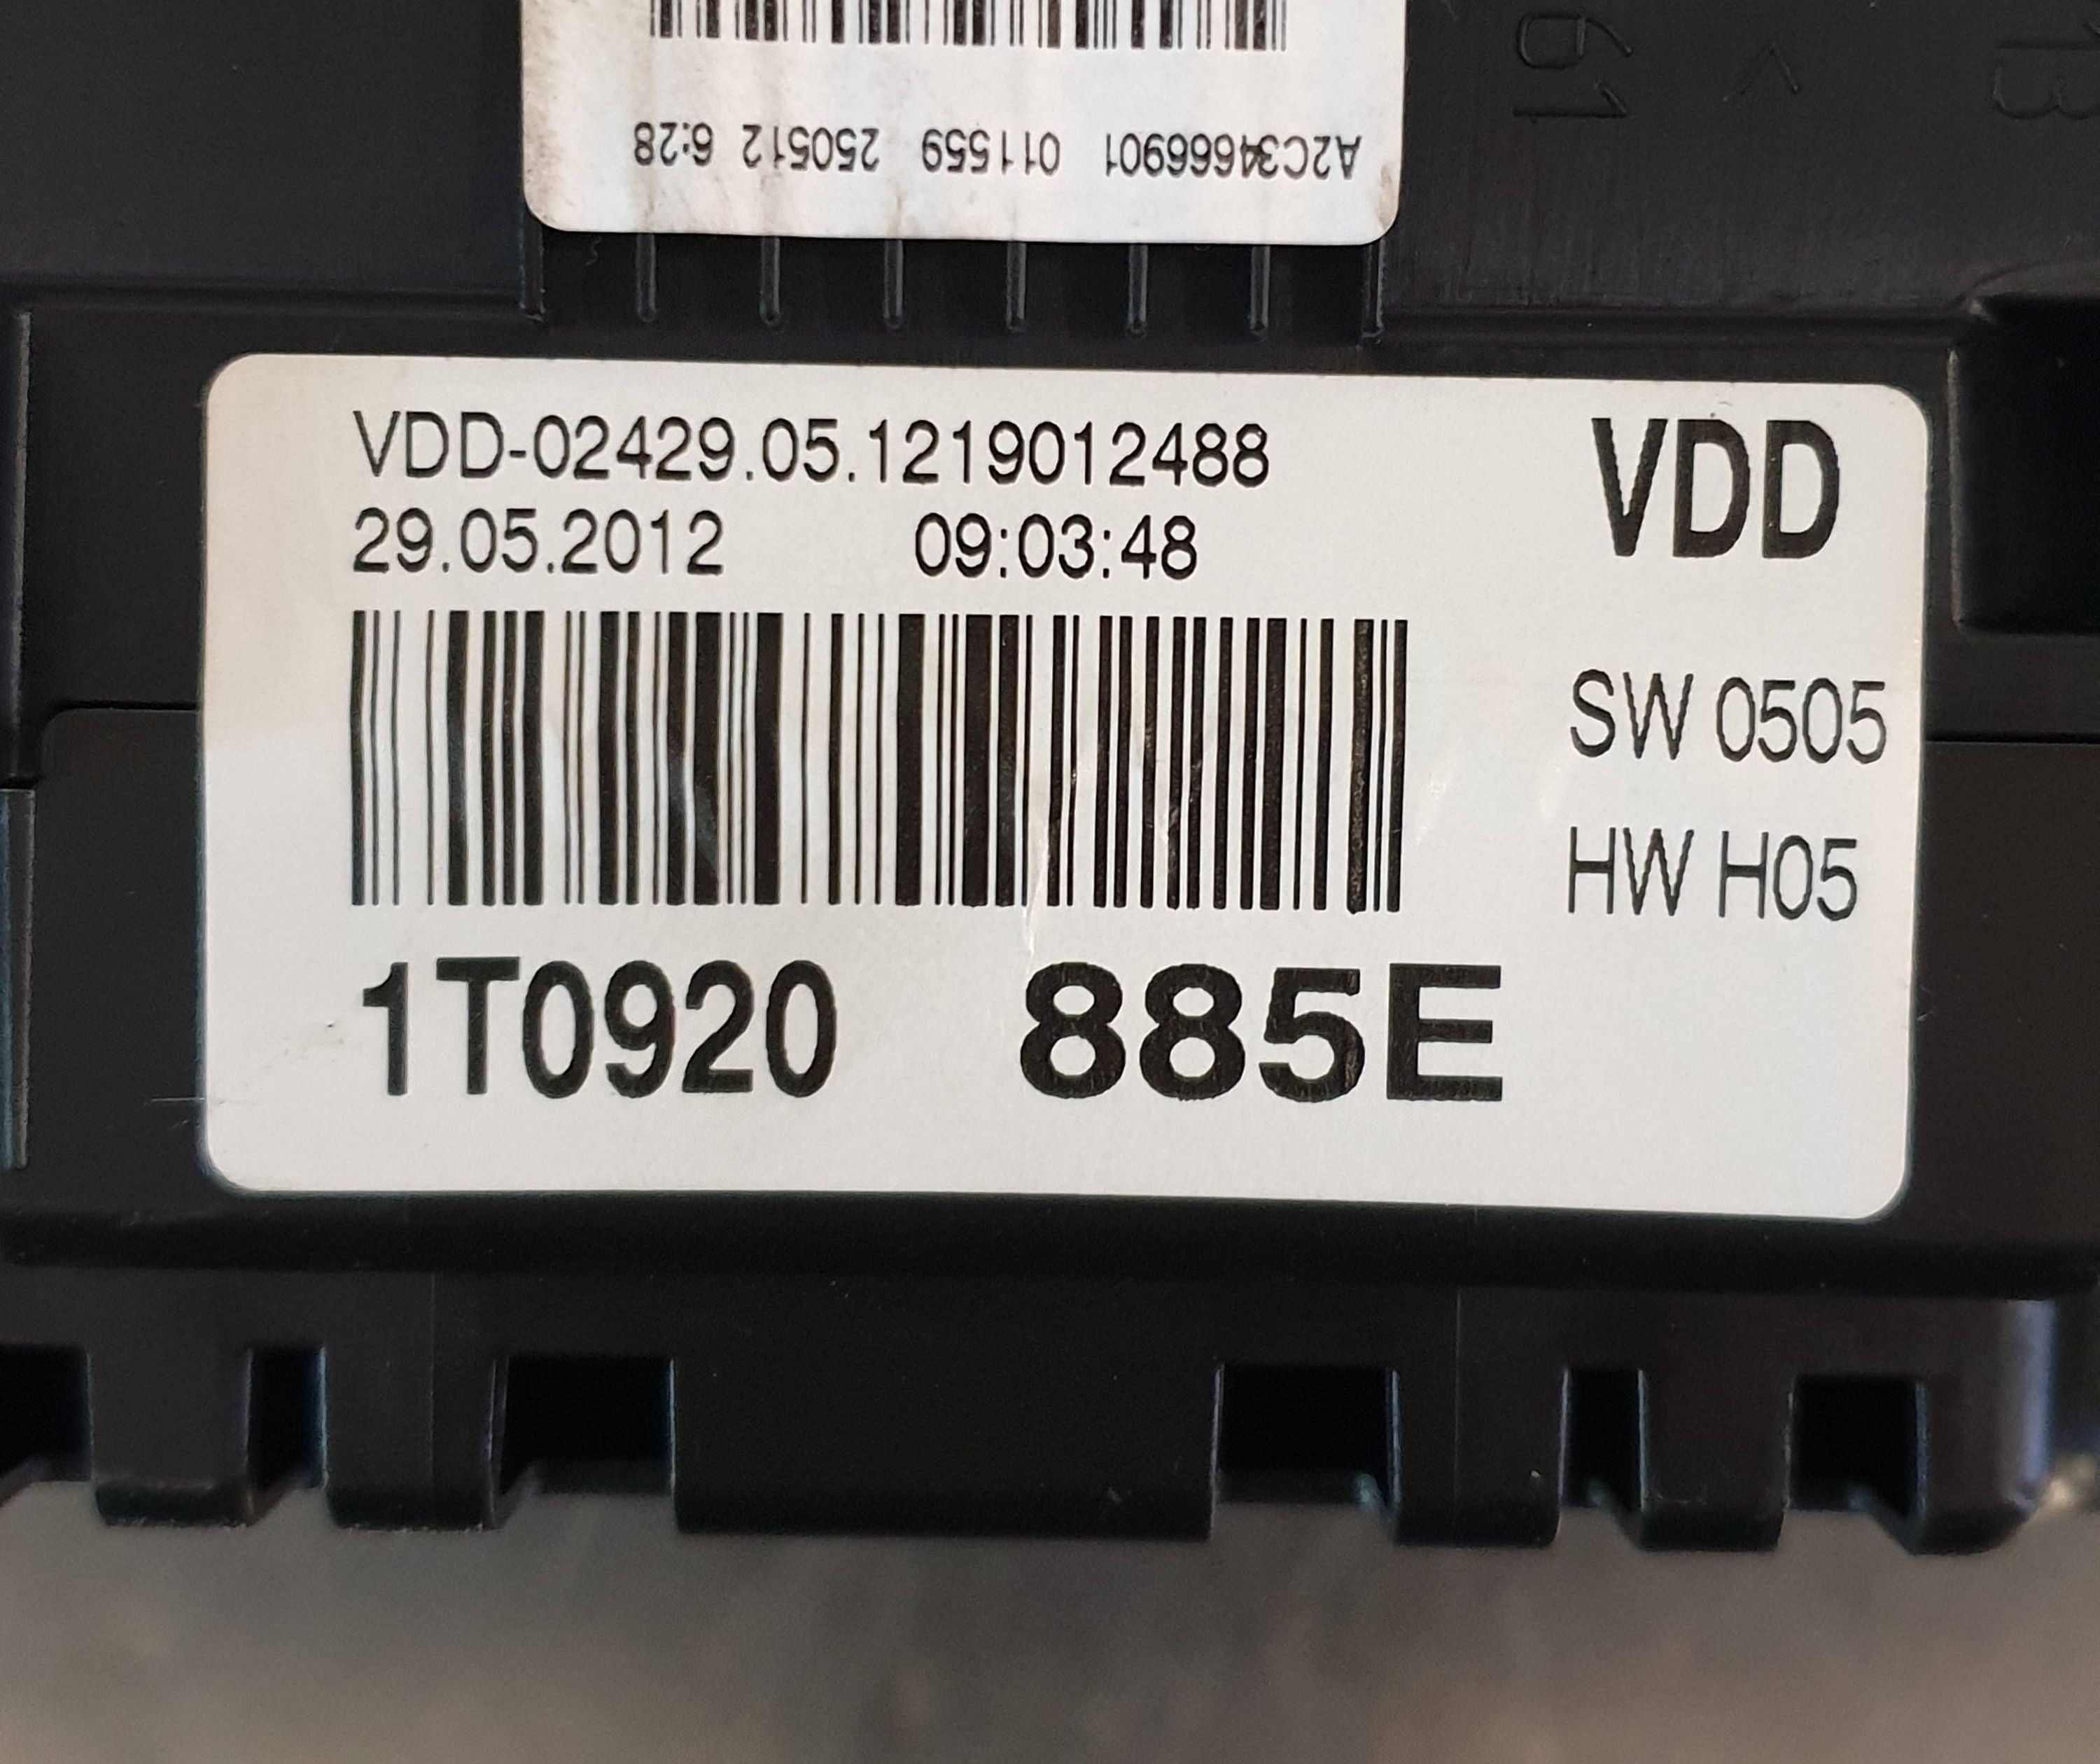 A2C34666901 011559 250512 6:28
61
VDD-02429.05.1219012488
VDD
29.05.2012 09:03:48
SW 0505
HW H05
1T0920 885E